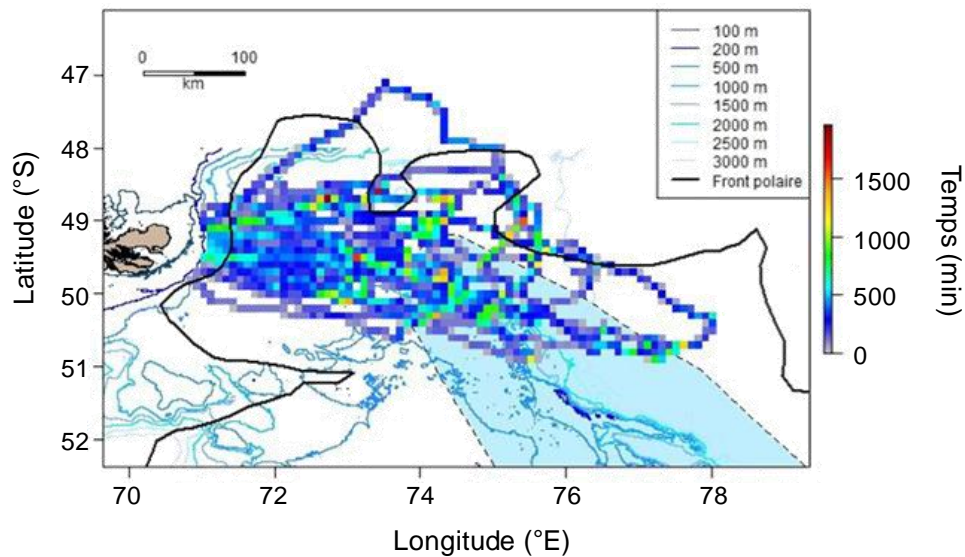 0 100
km
100 m
200 m
500 m
1000 m
1500 m
2000 m
2500 m
3000 m
Front polaire
47
48
49
50
51
52
Latitude (°S)
70 72 74 76 78
Longitude (°E)
1500
1000
500
0
Temps (min)